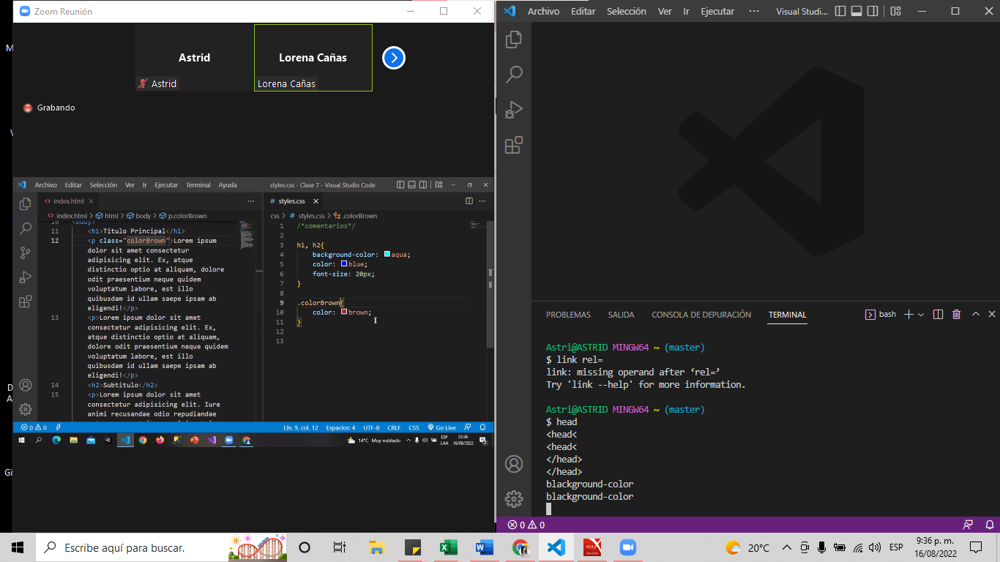 Zoom Reunión
Astrid
Astrid
Lorena Cañas
Lorena Cañas
Grabando
Archivo Editar Selección Ver Ir Ejecutar Terminal Ayuda
styles.css - Clase 7 - Visual Studio Code
index.html
index.html > html > body > p.colorBrown
10 <body>
11 <h1>Titulo Principal</h1>
12 <p class="colorBrown">Lorem ipsum
dolor sit amet consectetur
adipisicing elit. Ex, atque
distinctio optio at aliquam, dolore
odit praesentium neque quidem
voluptatum labore, est illo
quibusdam id ullam saepe ipsam ab
eligendi!</p>
13 <p>Lorem ipsum dolor sit amet
consectetur adipisicing elit. Ex,
atque distinctio optio at aliquam,
dolore odit praesentium neque quidem
voluptatum labore, est illo
quibusdam id ullam saepe ipsam ab
eligendi!</p>
14 <h2>Subtitulo</h2>
15 <p>Lorem ipsum dolor sit amet
consectetur adipisicing elit. Iure
animi recusandae odio repudiandae
# styles.css
css > # styles.css > .colorBrown
1 /*comentarios*/
2
3 h1, h2{
4 background-color: aqua;
5 color: blue;
6 font-size: 20px;
7 }
8
9 .colorBrown{
10 color: brown;
11 }
12
13
0 0
Lín. 9, col. 12 Espacios: 4 UTF-8 CRLF CSS Go Live
14°C Muy nublado
ESP
LAA
23:36
16/08/2022
2
Archivo Editar Selección Ver Ir Ejecutar ··· Visual Studi...
PROBLEMAS SALIDA CONSOLA DE DEPURACIÓN TERMINAL
bash
Astri@ASTRID MINGW64 ~ (master)
$ link rel=
link: missing operand after ‘rel=’
Try 'link --help' for more information.
Astri@ASTRID MINGW64 ~ (master)
$ head
<head<
<head<
</head>
</head>
blackground-color
blackground-color
0 0
Escribe aquí para buscar.
20°C
ESP
9:36 p. m.
16/08/2022